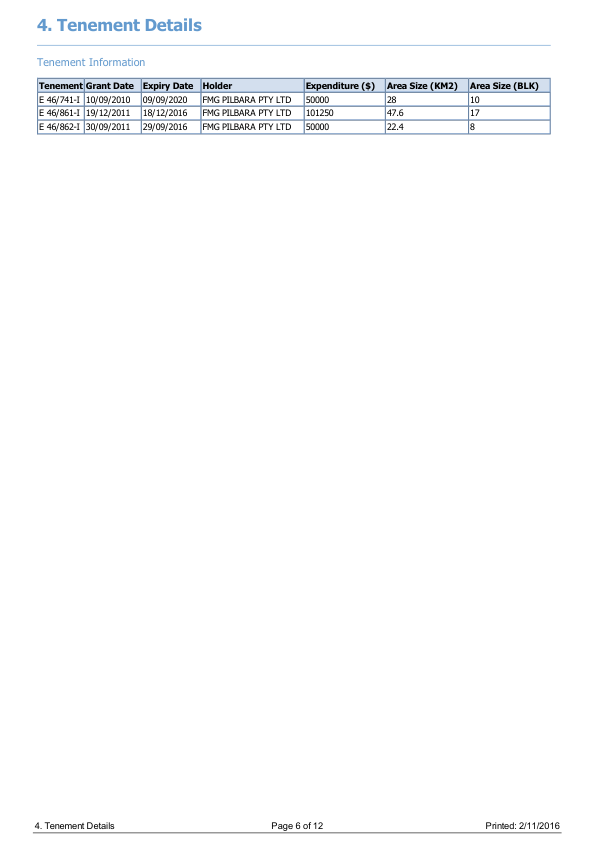 4. Tenement Details
Tenement Information
Tenement Grant Date Expiry Date Holder Expenditure ($) Area Size (KM2) Area Size (BLK)
E 46/741-I 10/09/2010 09/09/2020 FMG PILBARA PTY LTD 50000 28 10
E 46/861-I 19/12/2011 18/12/2016 FMG PILBARA PTY LTD 101250 47.6 17
E 46/862-I 30/09/2011 29/09/2016 FMG PILBARA PTY LTD 50000 22.4 8
4. Tenement Details Page 6 of 12 Printed: 2/11/2016